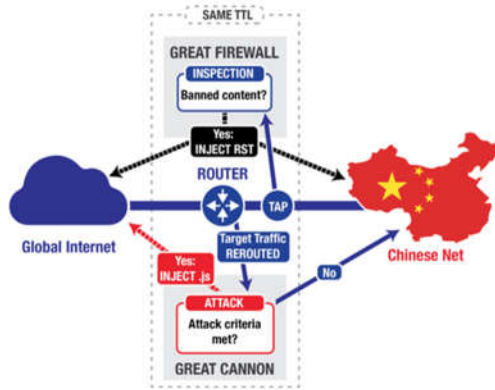 SAME TTL
GREAT FIREWALL
INSPECTION
Banned content?
Yes:
INJECT RST
ROUTER
TAP
Global Internet
Chinese Net
Target Traffic
REROUTED
Yes:
INJECT .js
No
ATTACK
Attack criteria
met?
GREAT CANNON